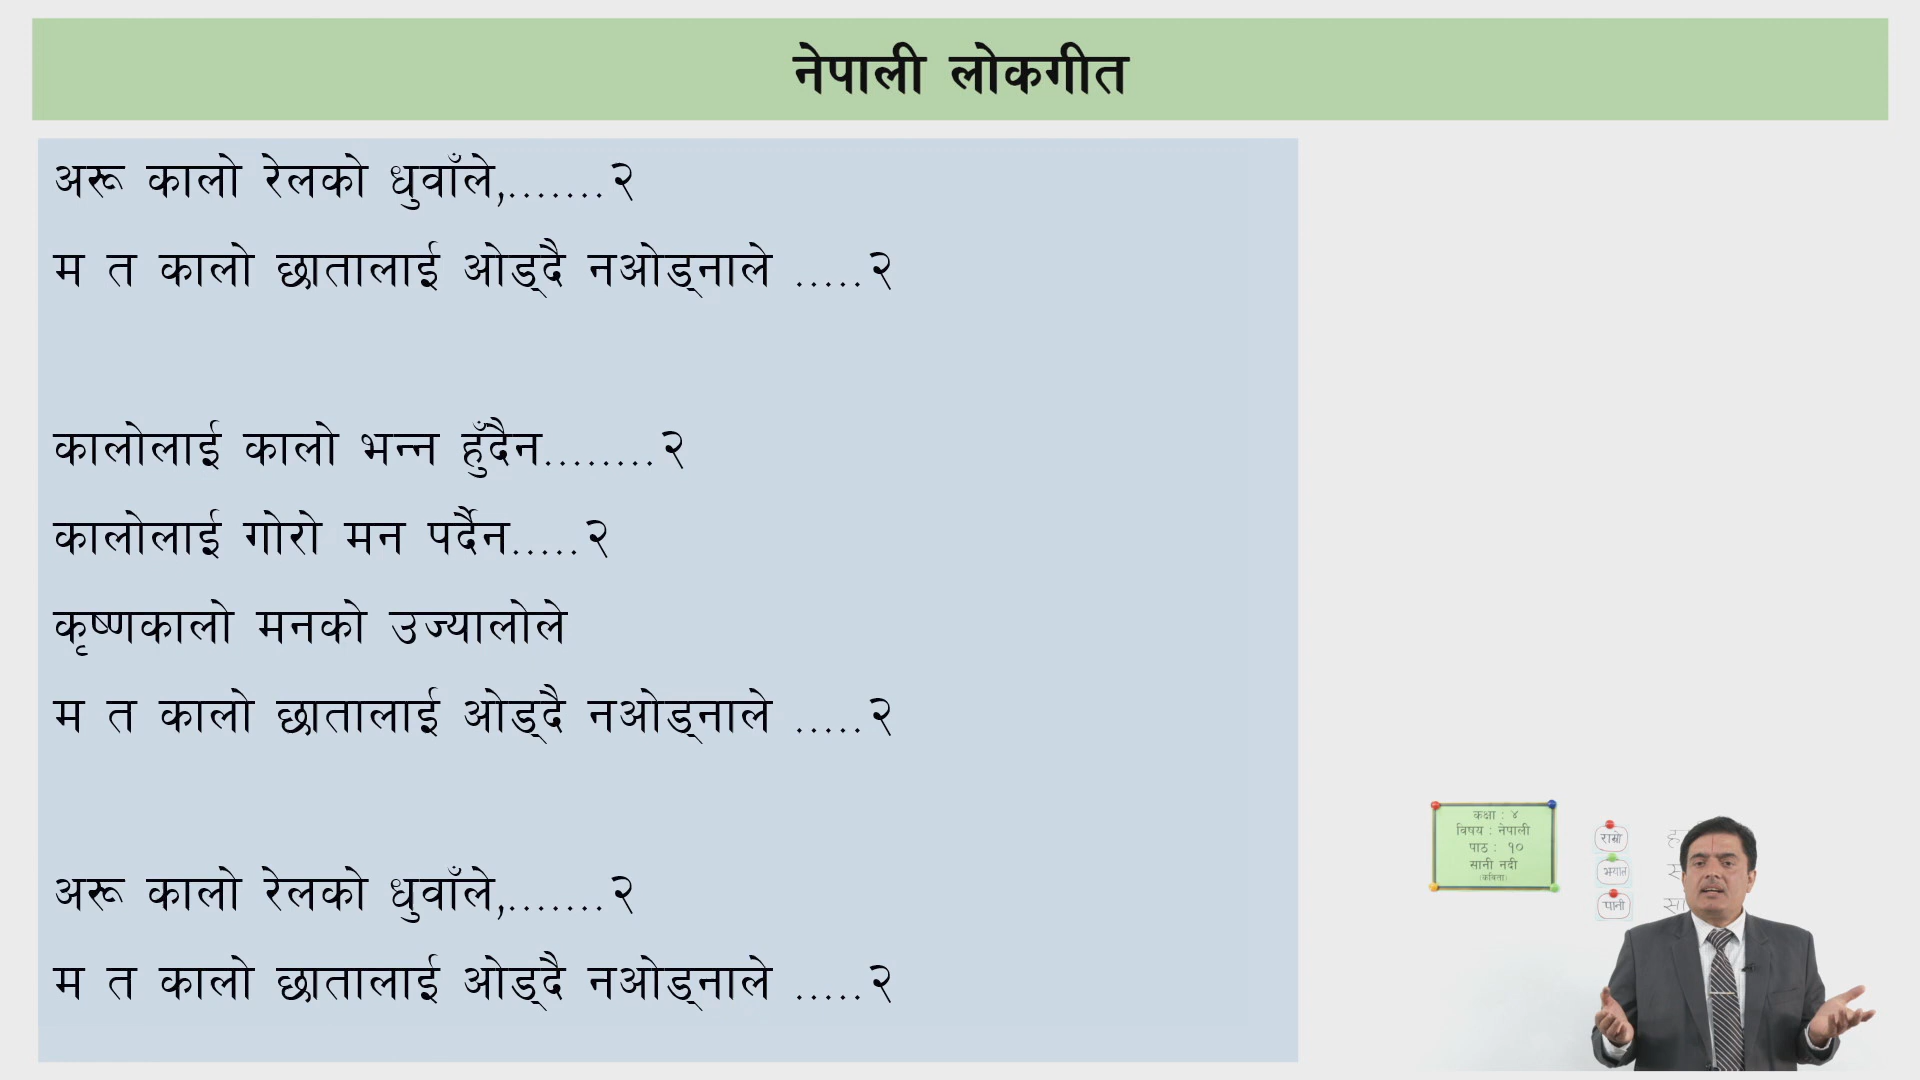 नेपाली लोकगीत
अरू कालो रेलको धुवाँले,.......२
म त कालो छातालाई ओड्दै नओड्नाले .....२
कालोलाई कालो भन्न हुँदैन........२
कालोलाई गोरो मन पर्दैन.....२
कृष्णकालो मनको उज्यालोले
म त कालो छातालाई ओड्दै नओड्नाले .....२
अरू कालो रेलको धुवाँले,.......२
म त कालो छातालाई ओड्दै नओड्नाले .....२
कक्षा : ४
विषय : नेपाली
पाठ : १०
सानी नदी
(कविता)
राम्रो
पानी